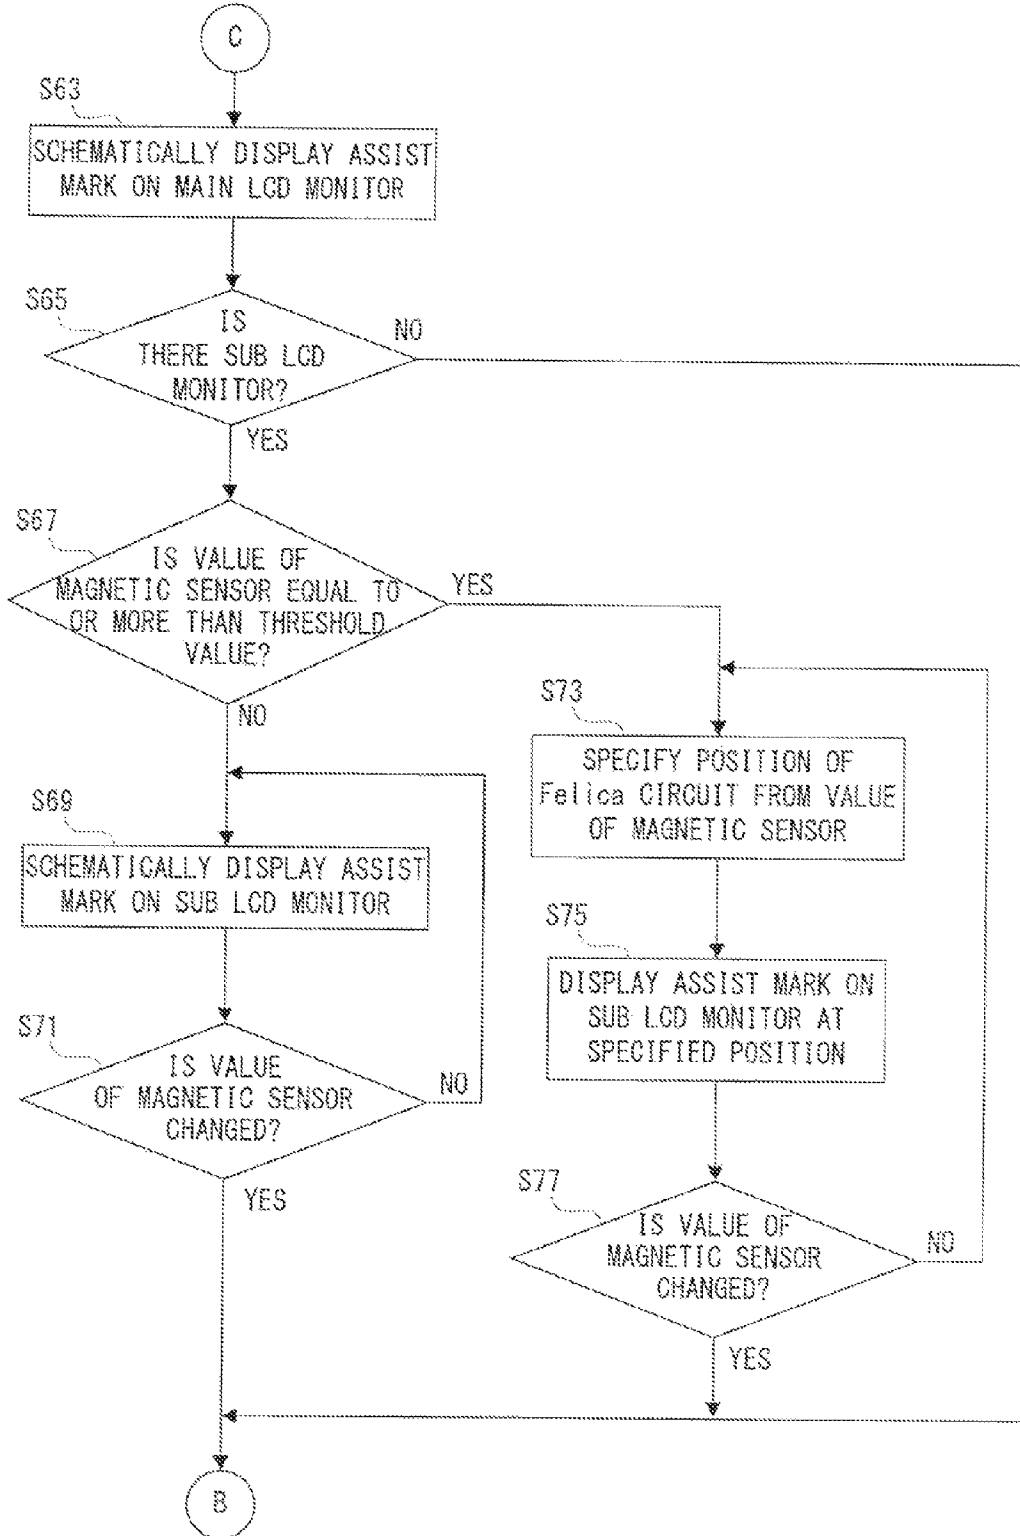 C
S63
SCHEMATICALLY DISPLAY ASSIST
MARK ON MAIN LCD MONITOR
S65
IS
THERE SUB LCD
MONITOR?
NO
YES
S67
IS VALUE OF
MAGNETIC SENSOR EQUAL TO
OR MORE THAN THRESHOLD
VALUE?
YES
NO
S73
SPECIFY POSITION OF
Felica CIRCUIT FROM VALUE
OF MAGNETIC SENSOR
S69
SCHEMATICALLY DISPLAY ASSIST
MARK ON SUB LCD MONITOR
S75
DISPLAY ASSIST MARK ON
SUB LCD MONITOR AT
SPECIFIED POSITION
S71
IS VALUE
OF MAGNETIC SENSOR
CHANGED?
NO
YES
S77
IS VALUE OF
MAGNETIC SENSOR
CHANGED?
NO
YES
B